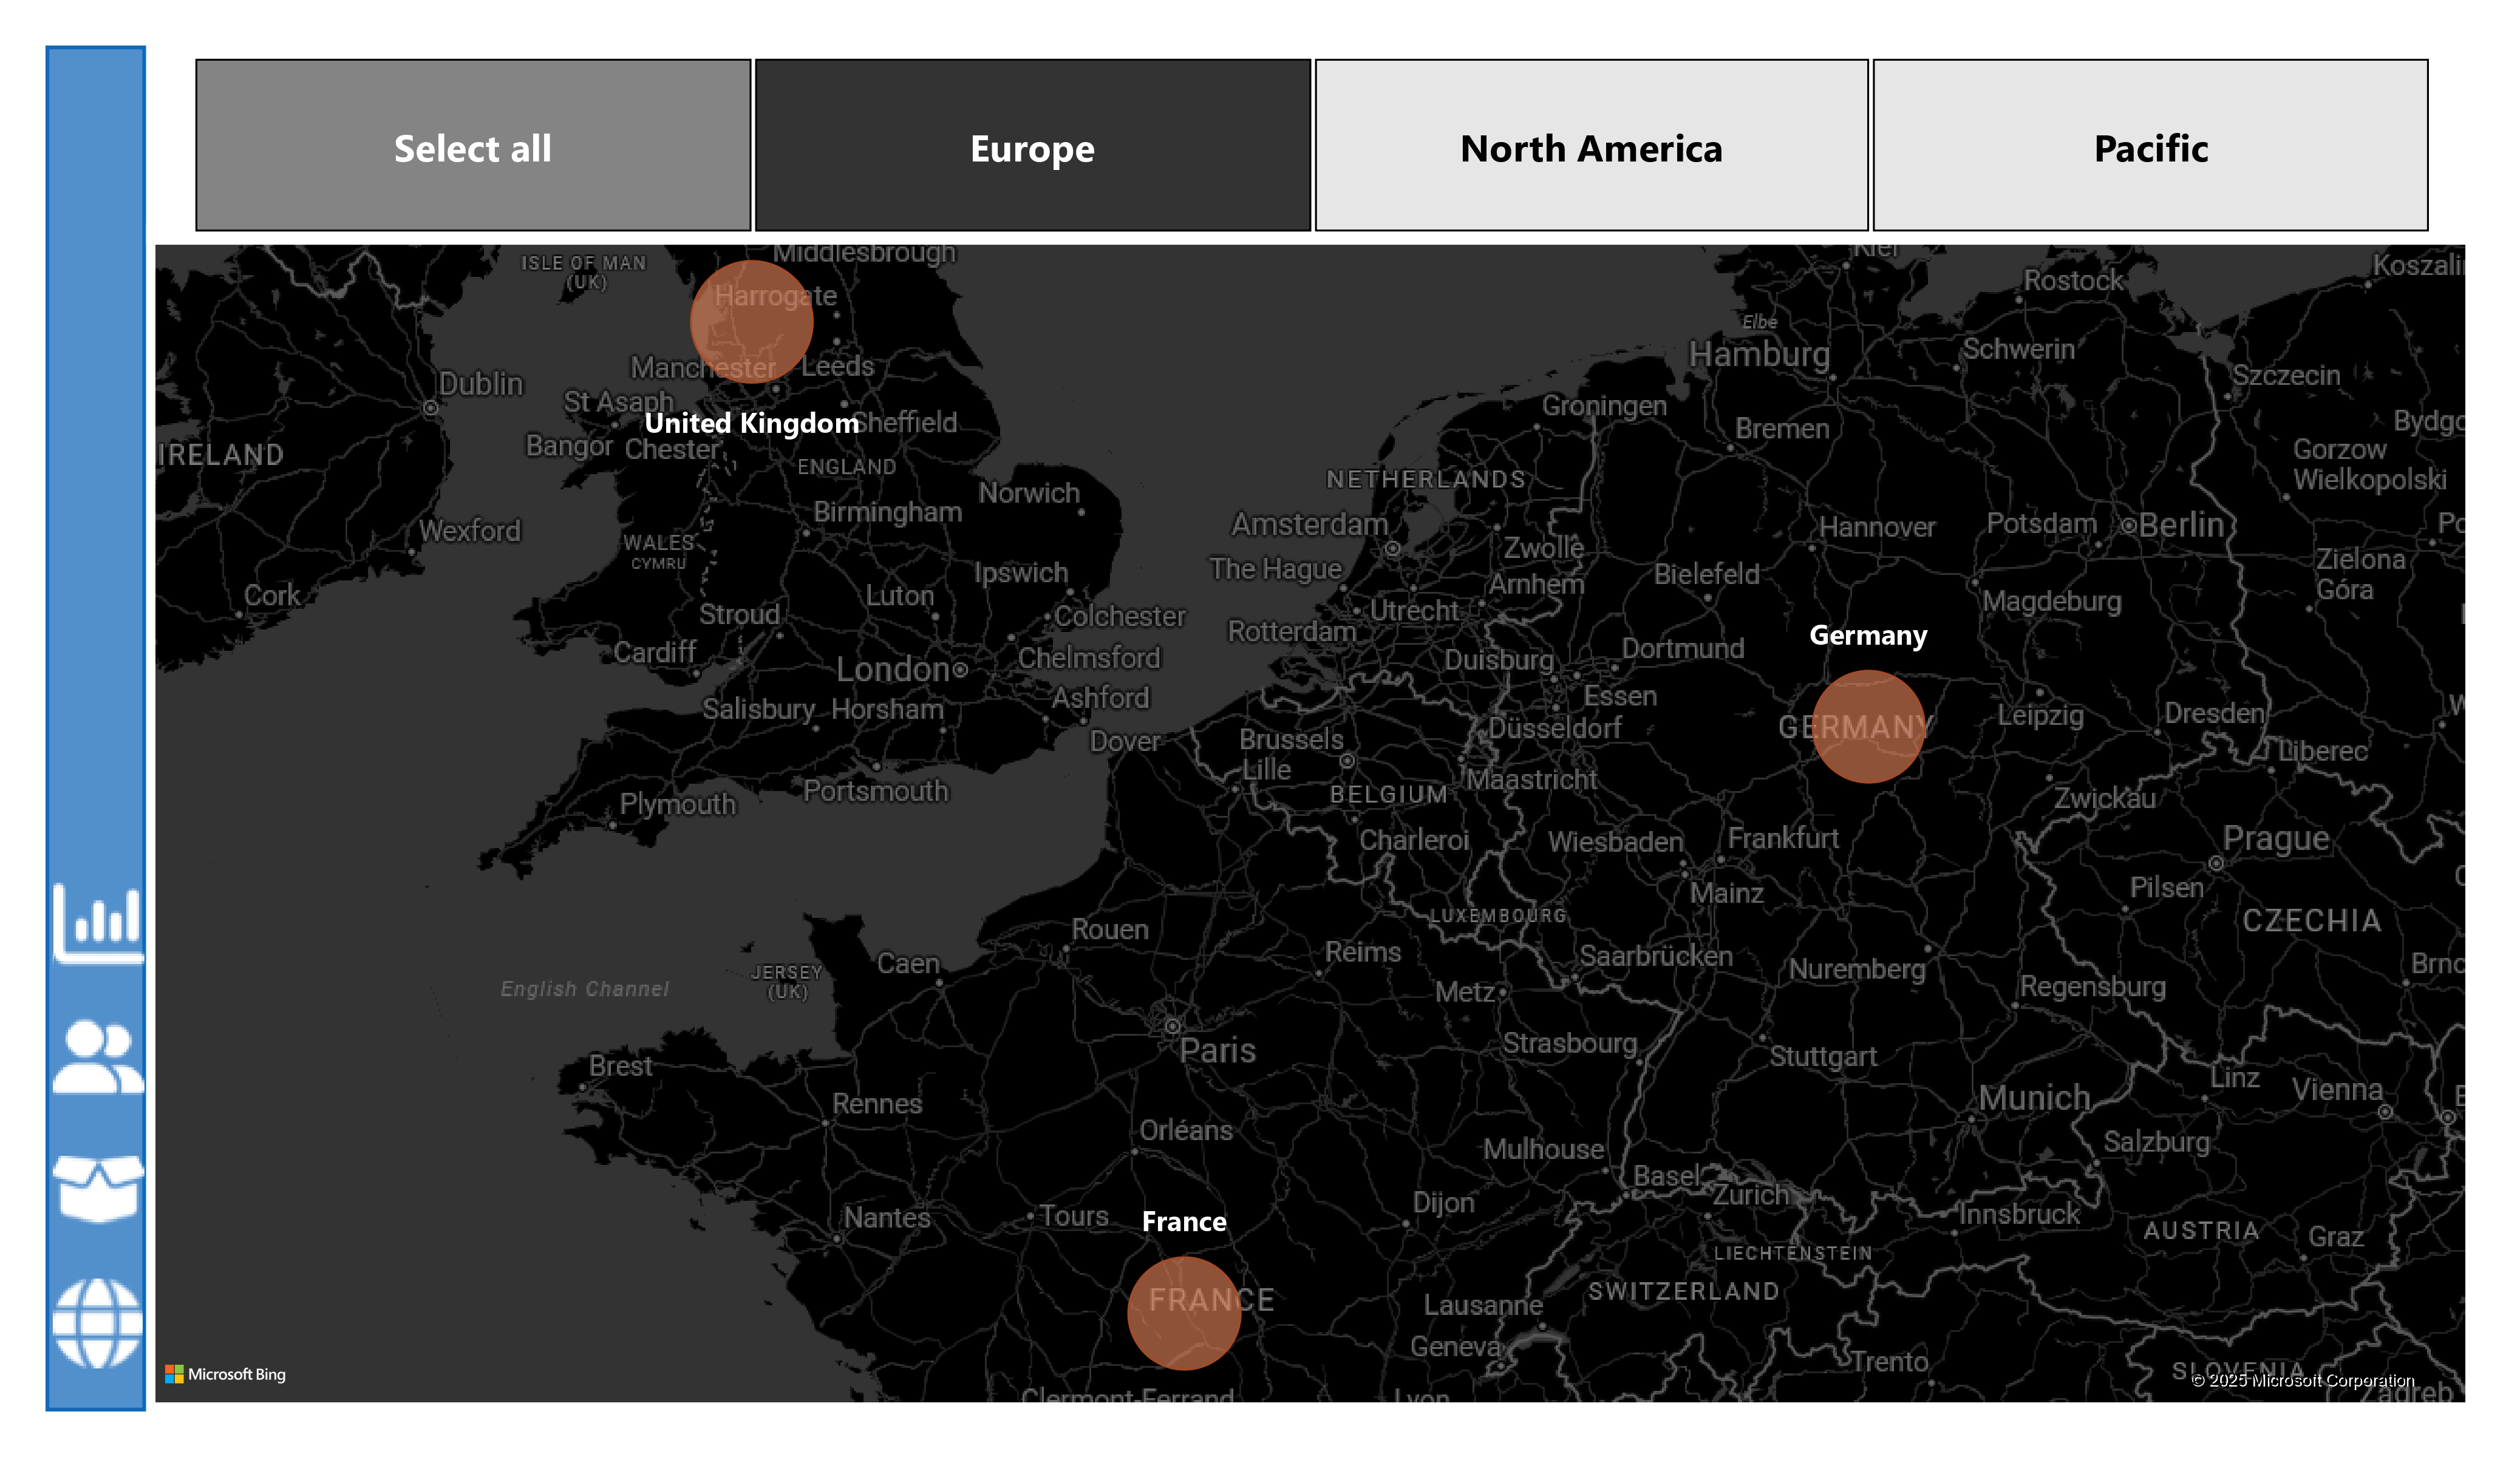 Select all
Europe
North America
Pacific
ISLE OF MAN
(UK)
Middlesbrough
Harrogate
Manchester
Leeds
Dublin
St Asaph
United Kingdom
Sheffield
Bangor
Chester
IRELAND
ENGLAND
Norwich
Wexford
Birmingham
WALES
CYMRU
Cork
Ipswich
Luton
Stroud
Colchester
Cardiff
London
Chelmsford
Ashford
Salisbury
Horsham
Dover
Plymouth
Portsmouth
Kiel
Rostock
Elbe
Hamburg
Schwerin
Szczecin
Groningen
Bremen
Gorzow
Wielkopolski
NETHERLANDS
Amsterdam
Hannover
Potsdam
Berlin
Zwolle
The Hague
Arnhem
Bielefeld
Zielona
Góra
Utrecht
Magdeburg
Rotterdam
Germany
Duisburg
Dortmund
Essen
GERMANY
Leipzig
Dresden
Düsseldorf
Brussels
Lille
Liberec
Maastricht
BELGIUM
Zwickau
Charleroi
Wiesbaden
Frankfurt
Prague
Mainz
Pilsen
LUXEMBOURG
CZECHIA
Rouen
Reims
Saarbrücken
Caen
JERSEY
(UK)
English Channel
Nuremberg
Metz
Regensburg
Paris
Strasbourg
Stuttgart
Brest
Linz
Vienna
Rennes
Munich
Orléans
Mulhouse
Salzburg
Basel
Zurich
Nantes
Tours
France
Dijon
Innsbruck
AUSTRIA
Graz
LIECHTENSTEIN
FRANCE
SWITZERLAND
Lausanne
Geneva
Trento
SLOVENIA
Microsoft Bing
© 2025 Microsoft Corporation
Zagreb
Clermont-Ferrand
Lyon